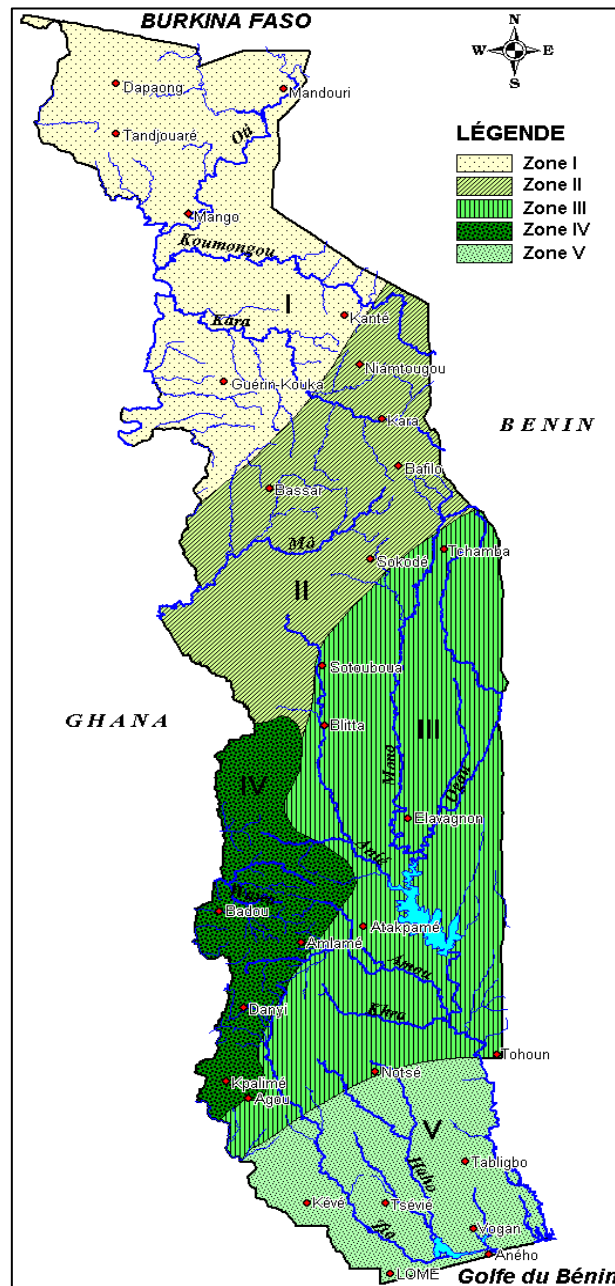 BURKINA FASO
N
W E
S
Dapaong
Mandouri
Tandjouaré
Oti
LÉGENDE
Zone I
Zone II
Zone III
Zone IV
Zone V
Mango
Koumongou
I
Kara
Kanté
Niamtougou
Guérin-Kouka
Kara
BENIN
Bafilo
Bassar
Mô
Tchamba
Sokodé
II
Sotouboua
GHANA
Blitta
III
Mono
Ogou
IV
Elavagnon
Anié
Badou
Atakpamé
Amlamé
Amou
Danyi
Khra
Tohoun
Notsé
Kpalimé
Agou
V
Tabligbo
Haho
Kévé
Tsévié
Zio
Vogan
Aného
LOME
Golfe du Bénin